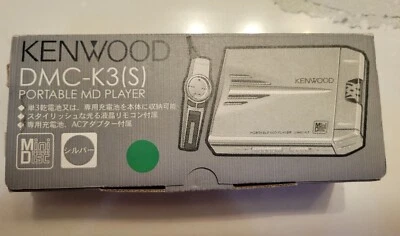 KENWOOD
DMC-K3(S)
PORTABLE MD PLAYER
● 単3乾電池又は、専用充電池を本体に収納可能
● スタイリッシュな光る液晶リモコン付属
● 専用充電池、ACアダプター付属
Mini
Disc
シルバー
KENWOOD